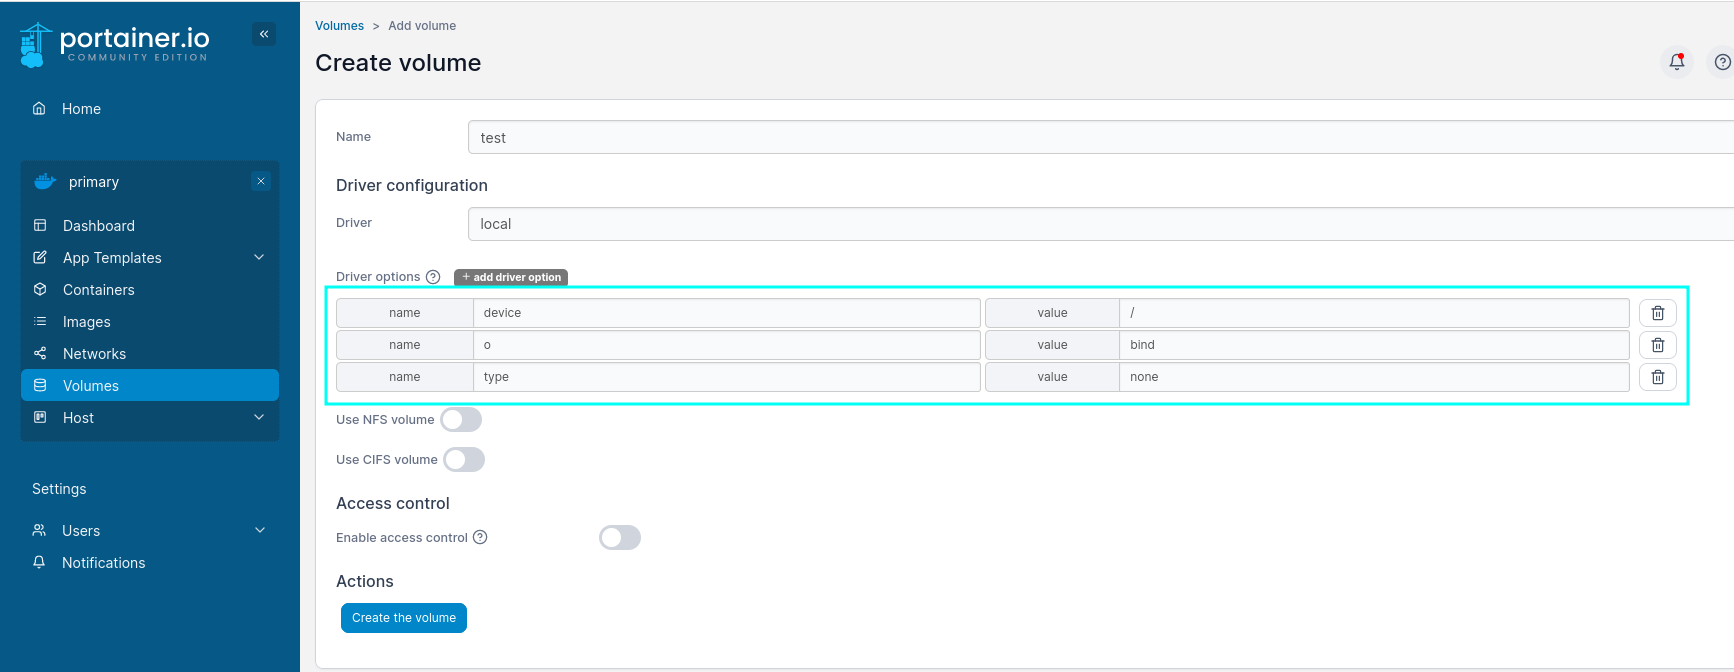 portainer.io
COMMUNITY EDITION
Home
primary
Dashboard
App Templates
Containers
Images
Networks
Volumes
Host
Settings
Users
Notifications
Volumes > Add volume
Create volume
Name test
Driver configuration
Driver local
Driver options ? + add driver option
name device value /
name o value bind
name type value none
Use NFS volume
Use CIFS volume
Access control
Enable access control ?
Actions
Create the volume